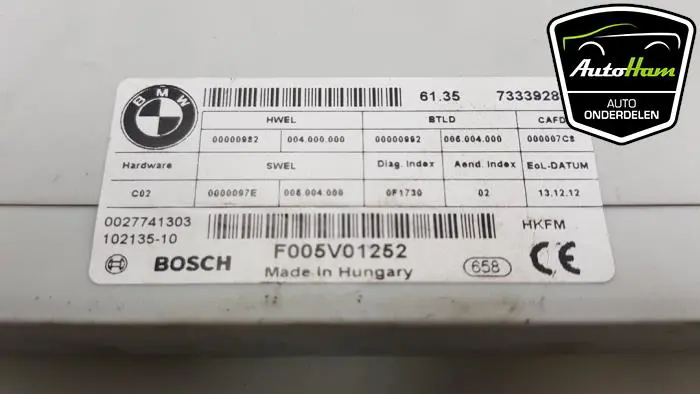 BMW
61.35 7333928
HWEL BTLD CAFD
00000982 004.000.000 00000992 006.004.000 000007C8
Hardware SWEL Diag. Index Aend. Index EoL-DATUM
C02 0000097E 008.004.000 0F1730 02 13.12.12
0027741303
102135-10
HKFM
BOSCH F005V01252
Made in Hungary
658
CE
AutoHam
AUTO
ONDERDELEN